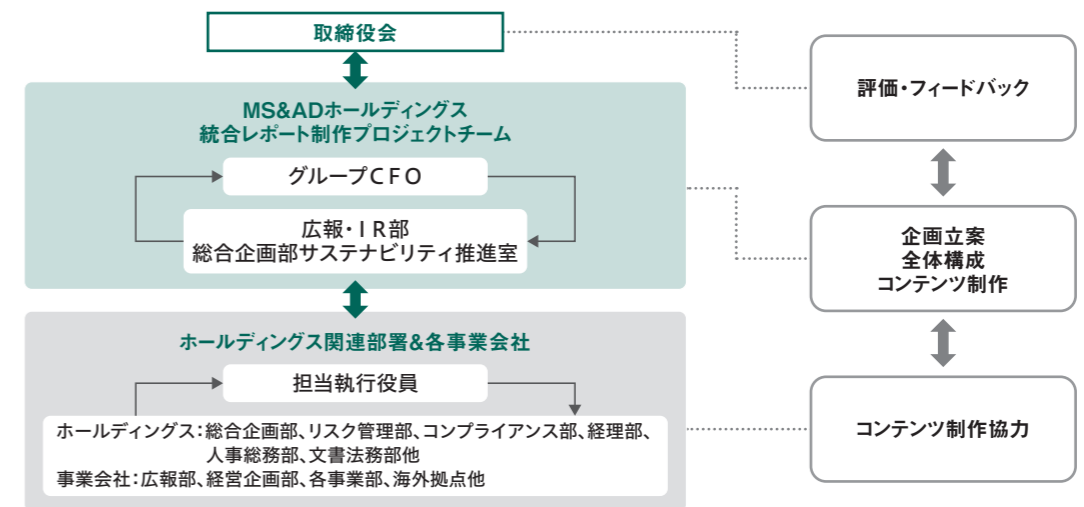 取締役会
MS&ADホールディングス
統合レポート制作プロジェクトチーム
グループCFO
広報・IR部
総合企画部サステナビリティ推進室
ホールディングス関連部署&各事業会社
担当執行役員
ホールディングス：総合企画部、リスク管理部、コンプライアンス部、経理部、
人事総務部、文書法務部他
事業会社：広報部、経営企画部、各事業部、海外拠点他
評価・フィードバック
企画立案
全体構成
コンテンツ制作
コンテンツ制作協力